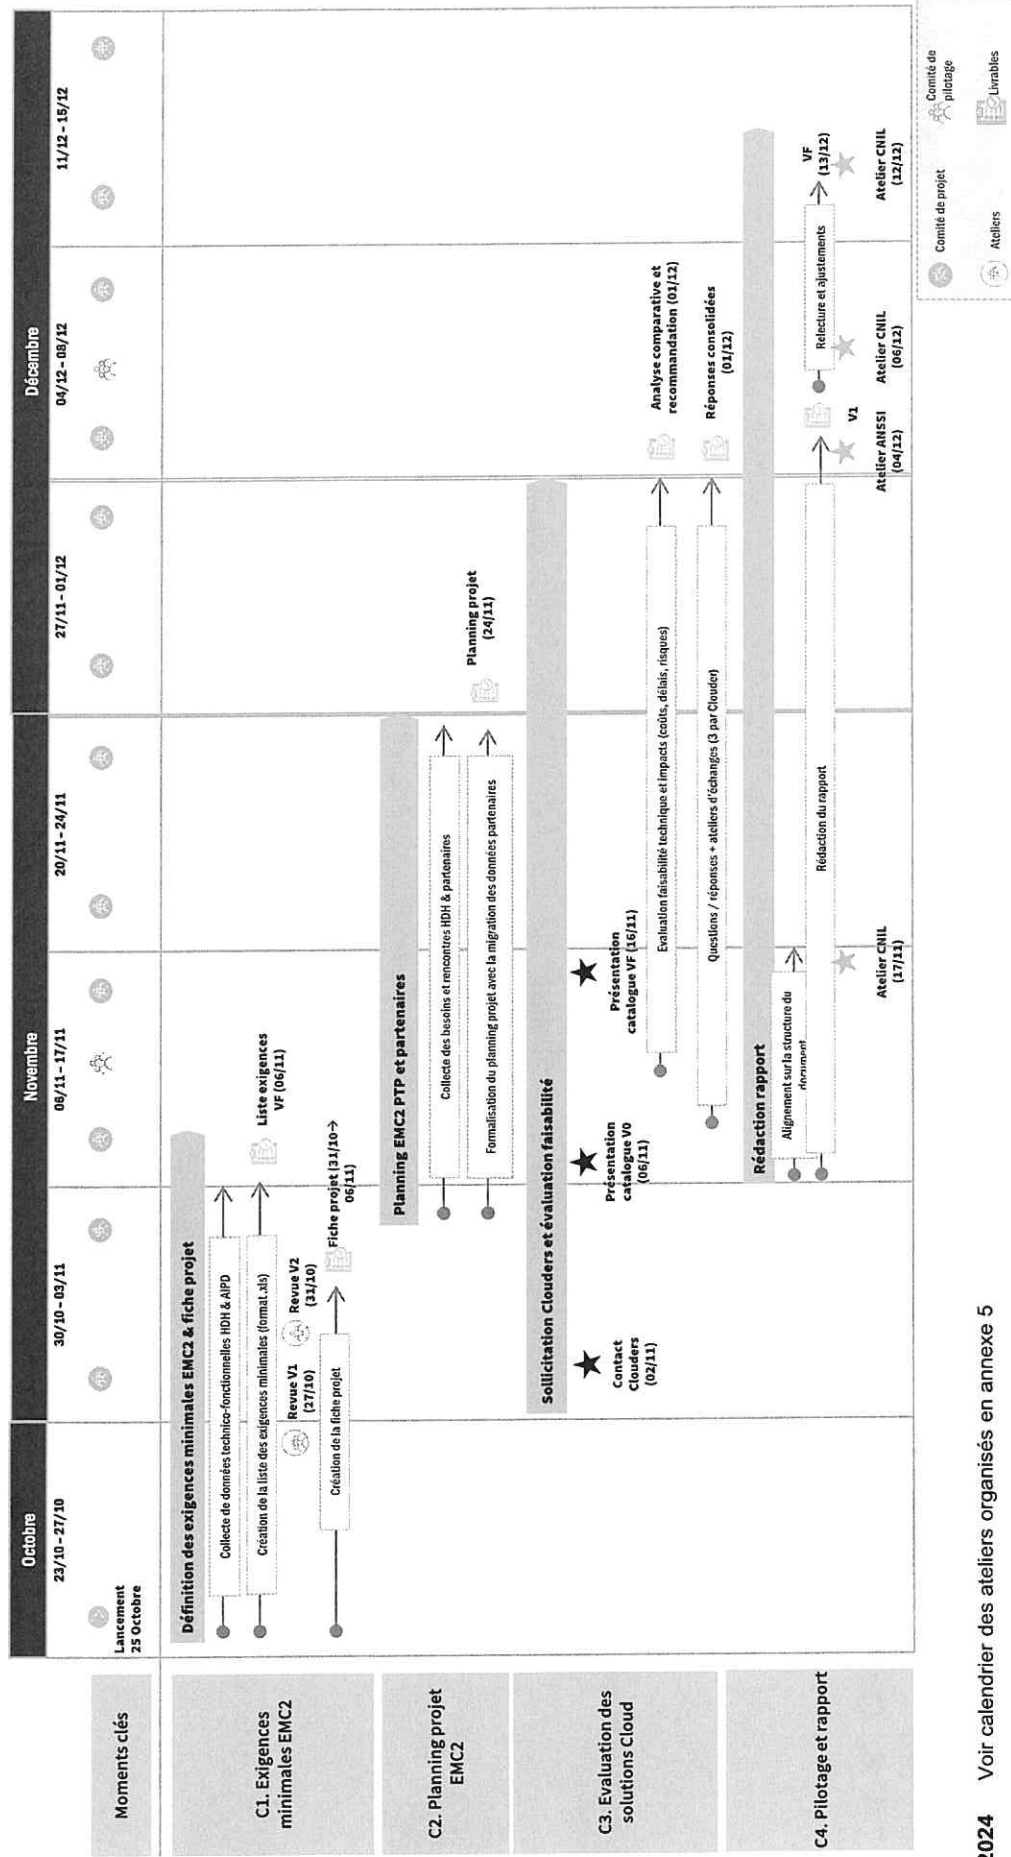 Octobre
Novembre
Décembre
23/10 - 27/10
30/10 - 03/11
06/11 - 17/11
20/11 - 24/11
27/11 - 01/12
04/12 - 08/12
11/12 - 15/12
Moments clés
Lancement
25 Octobre
C1. Exigences
minimales EMC2
Définition des exigences minimales EMC2 & fiche projet
Collecte de données technico-fonctionnelles HDH & AIPD
Création de la liste des exigences minimales (format .xls)
Liste exigences
VF (06/11)
Revue V1
(27/10)
Revue V2
(31/10)
Création de la fiche projet
Fiche projet (31/10→
06/11)
C2. Planning projet
EMC2
Planning EMC2 PTP et partenaires
Collecte des besoins et rencontres HDH & partenaires
Formalisation du planning projet avec la migration des données partenaires
Planning projet
(24/11)
C3. Evaluation des
solutions Cloud
Sollicitation Clouders et évaluation faisabilité
Contact
Clouders
(02/11)
Présentation
catalogue V0
(06/11)
Présentation
catalogue VF (16/11)
Evaluation faisabilité technique et impacts (coûts, délais, risques)
Analyse comparative et
recommandation (01/12)
Questions / réponses + ateliers d'échanges (3 par Clouder)
Réponses consolidées
(01/12)
C4. Pilotage et rapport
Rédaction rapport
Alignement sur la structure du
document
Rédaction du rapport
V1
Relecture et ajustements
VF
(13/12)
Atelier CNIL
(17/11)
Atelier ANSSI
(04/12)
Atelier CNIL
(06/12)
Atelier CNIL
(12/12)
Comité de projet
Comité de
pilotage
Ateliers
Livrables
2024 Voir calendrier des ateliers organisés en annexe 5